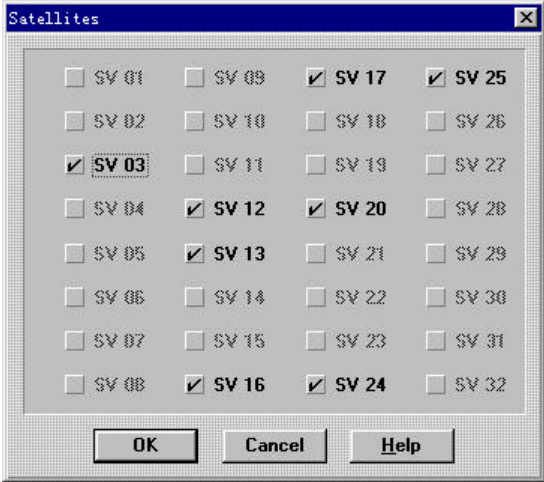 Satellites
SV 01 SV 09 SV 17 SV 25
SV 02 SV 10 SV 18 SV 26
SV 03 SV 11 SV 19 SV 27
SV 04 SV 12 SV 20 SV 28
SV 05 SV 13 SV 21 SV 29
SV 06 SV 14 SV 22 SV 30
SV 07 SV 15 SV 23 SV 31
SV 08 SV 16 SV 24 SV 32
OK Cancel Help